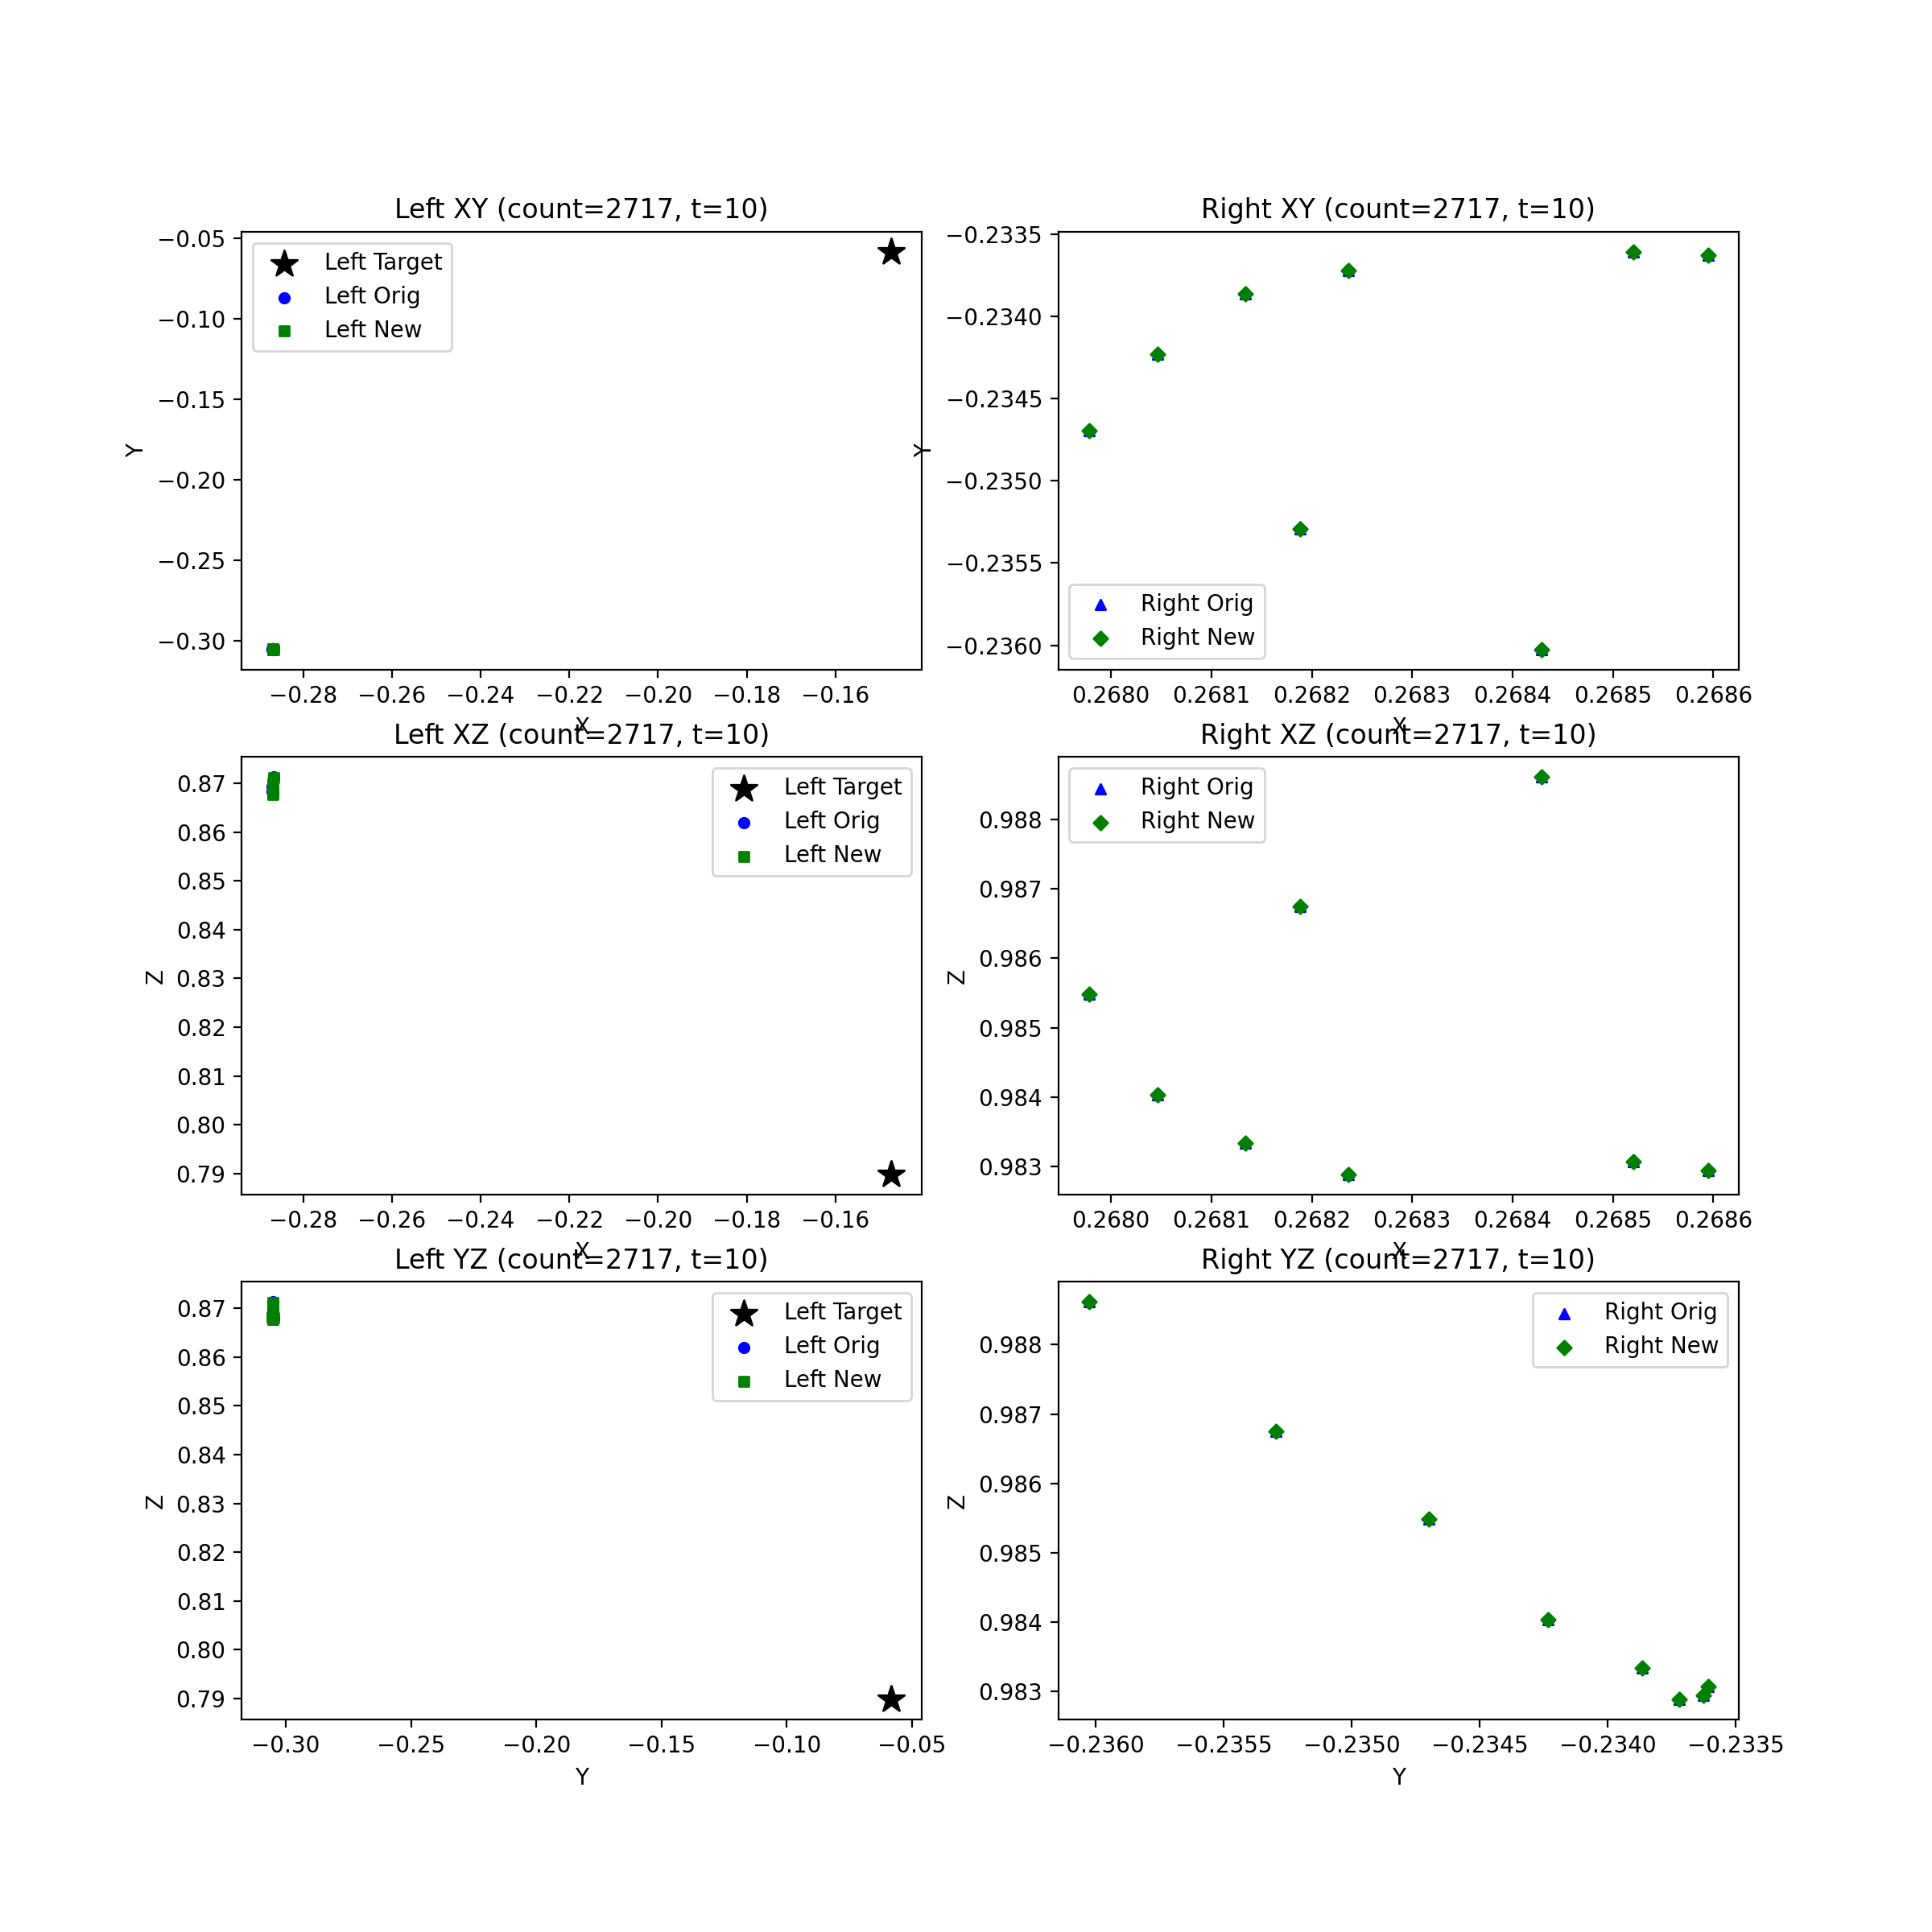 Left XY (count=2717, t=10)
−0.05
−0.10
−0.15
−0.20
−0.25
−0.30
Y
Left Target
Left Orig
Left New
−0.28 −0.26 −0.24 −0.22 −0.20 −0.18 −0.16
X
Right XY (count=2717, t=10)
−0.2335
−0.2340
−0.2345
−0.2350
−0.2355
−0.2360
Y
Right Orig
Right New
0.2680 0.2681 0.2682 0.2683 0.2684 0.2685 0.2686
X
Left XZ (count=2717, t=10)
0.87
0.86
0.85
0.84
0.83
0.82
0.81
0.80
0.79
Z
Left Target
Left Orig
Left New
−0.28 −0.26 −0.24 −0.22 −0.20 −0.18 −0.16
X
Right XZ (count=2717, t=10)
0.988
0.987
0.986
0.985
0.984
0.983
Z
Right Orig
Right New
0.2680 0.2681 0.2682 0.2683 0.2684 0.2685 0.2686
X
Left YZ (count=2717, t=10)
0.87
0.86
0.85
0.84
0.83
0.82
0.81
0.80
0.79
Z
Left Target
Left Orig
Left New
−0.30 −0.25 −0.20 −0.15 −0.10 −0.05
Y
Right YZ (count=2717, t=10)
0.988
0.987
0.986
0.985
0.984
0.983
Z
Right Orig
Right New
−0.2360 −0.2355 −0.2350 −0.2345 −0.2340 −0.2335
Y